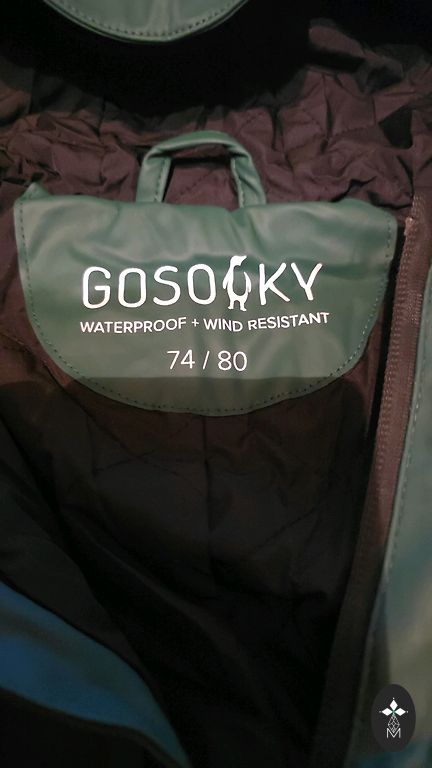 GOSOAKY
WATERPROOF + WIND RESISTANT
74 / 80
M